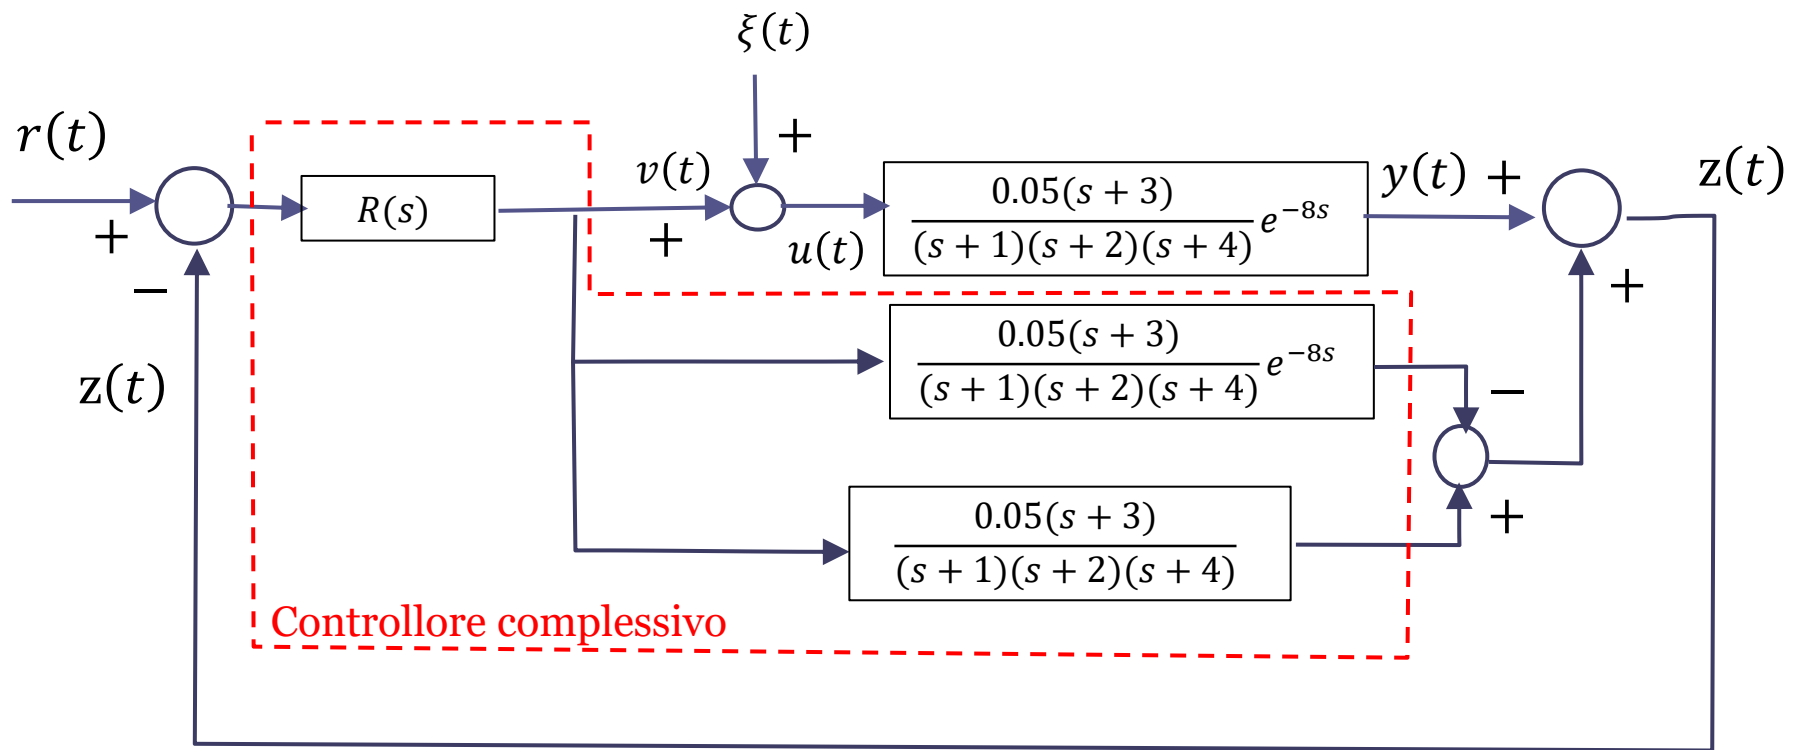 ξ(t)
r(t)
+
−
z(t)
R(s)
v(t)
+
+
u(t)
0.05(s + 3)
(s + 1)(s + 2)(s + 4) e^{−8s}
y(t)
+
z(t)
+
0.05(s + 3)
(s + 1)(s + 2)(s + 4) e^{−8s}
−
+
0.05(s + 3)
(s + 1)(s + 2)(s + 4)
Controllore complessivo